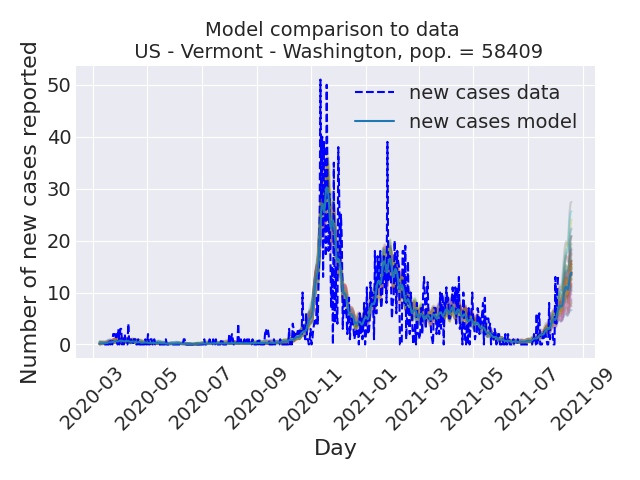 Model comparison to data
US - Vermont - Washington, pop. = 58409
Number of new cases reported
50
40
30
20
10
0
new cases data
new cases model
2020-03
2020-05
2020-07
2020-09
2020-11
2021-01
2021-03
2021-05
2021-07
2021-09
Day